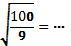 √(100/9) = ⋯